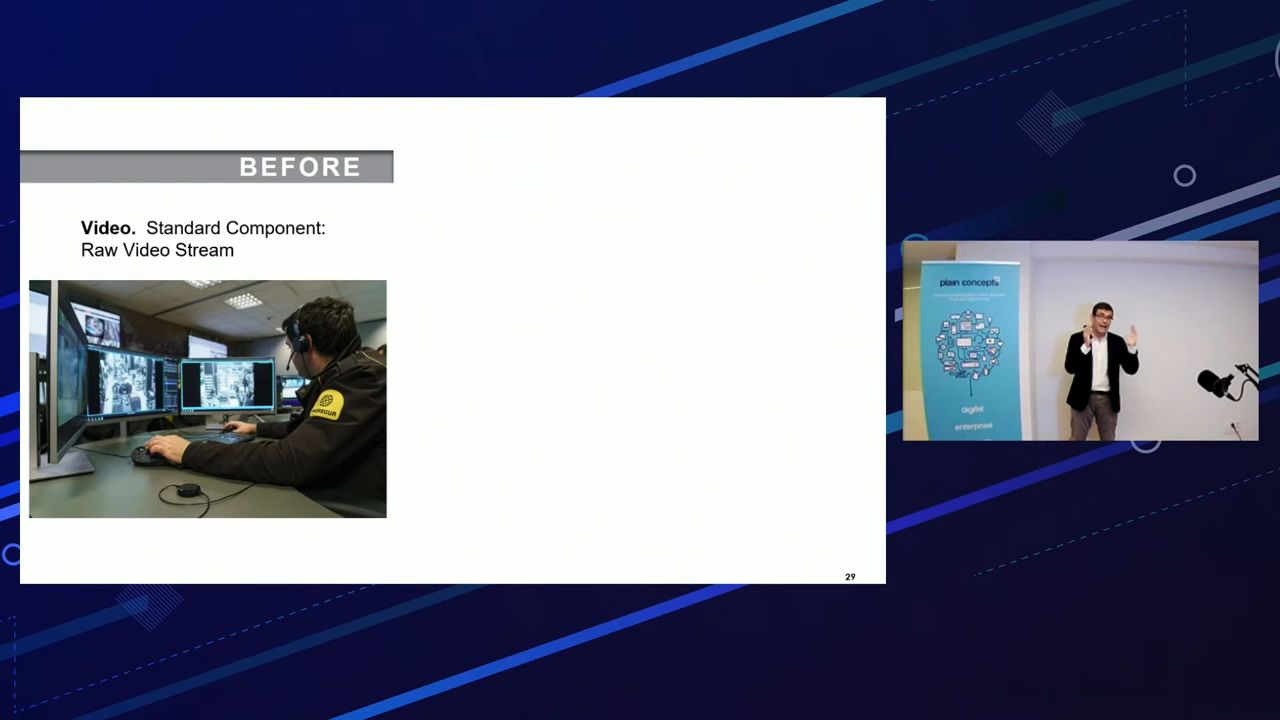 BEFORE
Video. Standard Component:
Raw Video Stream
29
plain concepts
digital
enterprise